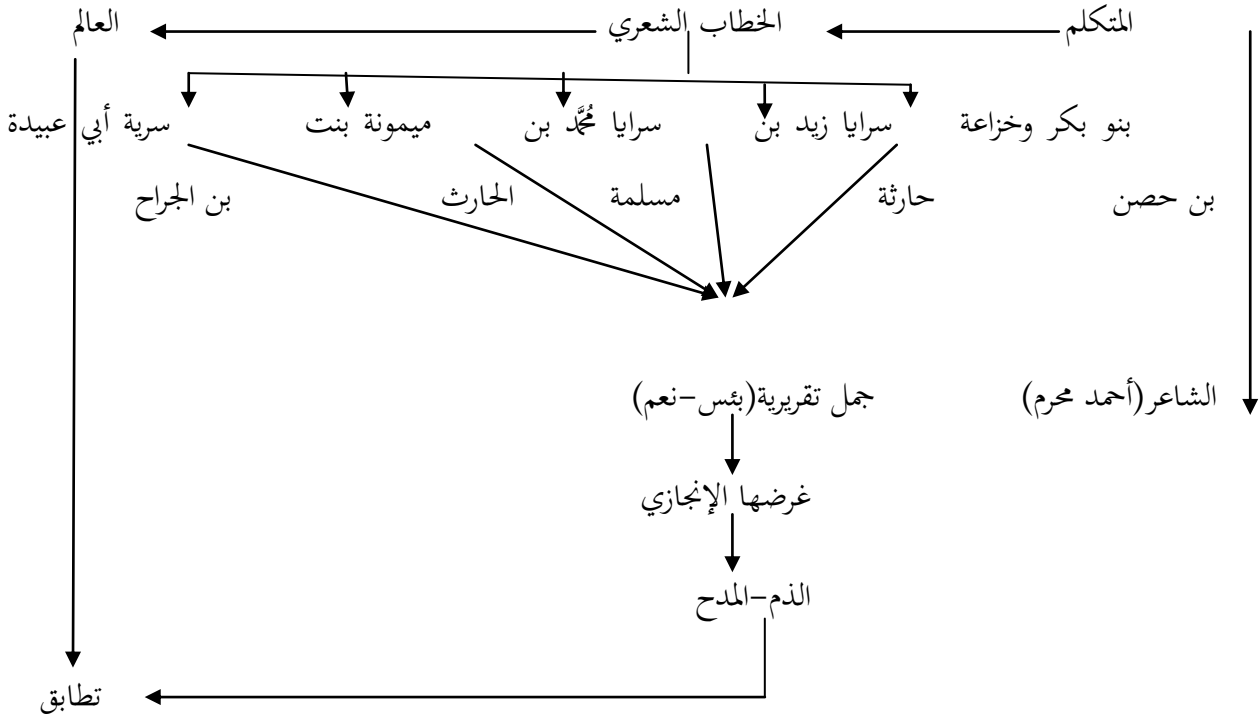 المتكلم الخطاب الشعري العالم
بنو بكر وخزاعة سرايا زيد بن سرايا مُحَّد بن ميمونة بنت سرية أبي عبيدة
بن حصن حارثة مسلمة الحارث بن الجراح
الشاعر(أحمد محرم) جمل تقريرية(بئس-نعم)
غرضها الإنجازي
الذم-المدح
تطابق